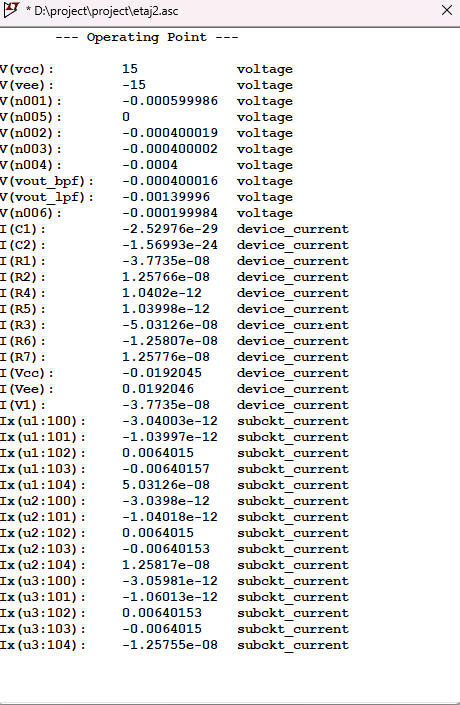 * D:\project\project\etaj2.asc
--- Operating Point ---
V(vcc): 15 voltage
V(vee): -15 voltage
V(n001): -0.000599986 voltage
V(n005): 0 voltage
V(n002): -0.000400019 voltage
V(n003): -0.000400002 voltage
V(n004): -0.0004 voltage
V(vout_bpf): -0.000400016 voltage
V(vout_lpf): -0.00139996 voltage
V(n006): -0.000199984 voltage
I(C1): -2.52976e-29 device_current
I(C2): -1.56993e-24 device_current
I(R1): -3.7735e-08 device_current
I(R2): 1.25766e-08 device_current
I(R4): 1.0402e-12 device_current
I(R5): 1.03998e-12 device_current
I(R3): -5.03126e-08 device_current
I(R6): -1.25807e-08 device_current
I(R7): 1.25776e-08 device_current
I(Vcc): -0.0192045 device_current
I(Vee): 0.0192046 device_current
I(V1): -3.7735e-08 device_current
Ix(u1:100): -3.04003e-12 subckt_current
Ix(u1:101): -1.03997e-12 subckt_current
Ix(u1:102): 0.0064015 subckt_current
Ix(u1:103): -0.00640157 subckt_current
Ix(u1:104): 5.03126e-08 subckt_current
Ix(u2:100): -3.0398e-12 subckt_current
Ix(u2:101): -1.04018e-12 subckt_current
Ix(u2:102): 0.0064015 subckt_current
Ix(u2:103): -0.00640153 subckt_current
Ix(u2:104): 1.25817e-08 subckt_current
Ix(u3:100): -3.05981e-12 subckt_current
Ix(u3:101): -1.06013e-12 subckt_current
Ix(u3:102): 0.00640153 subckt_current
Ix(u3:103): -0.0064015 subckt_current
Ix(u3:104): -1.25755e-08 subckt_current